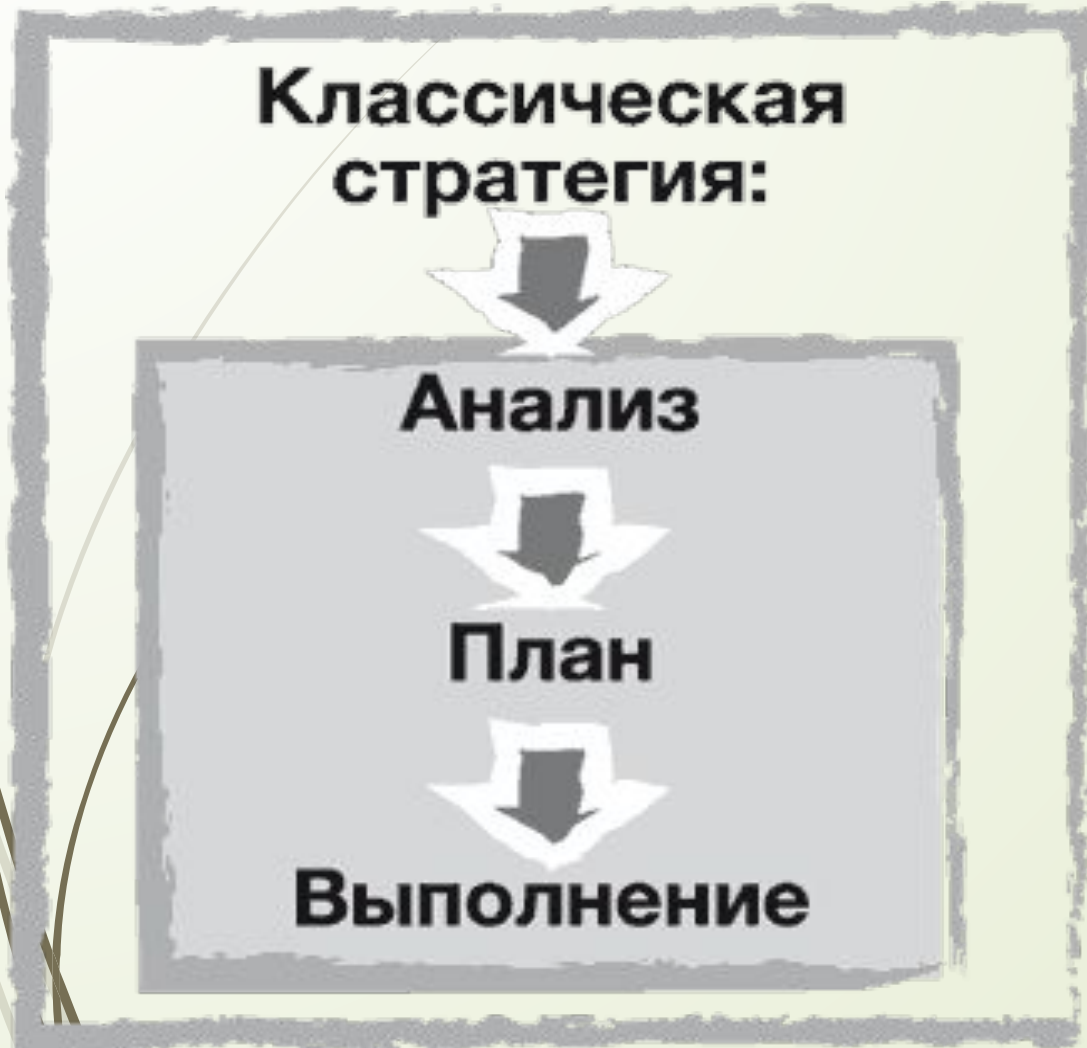 Классическая
стратегия:
Анализ
План
Выполнение